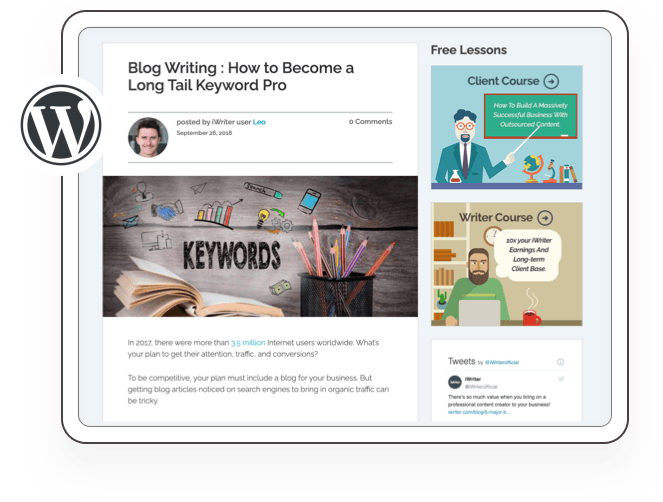 Blog Writing : How to Become a
Long Tail Keyword Pro
posted by iWriter user Leo
September 26, 2018
0 Comments
KEYWORDS
In 2017, there were more than 3.5 million Internet users worldwide. What's
your plan to get their attention, traffic, and conversions?
To be competitive, your plan must include a blog for your business. But
getting blog articles noticed on search engines to bring in organic traffic can
be tricky.
Free Lessons
Client Course
How To Build A Massively
Successful Business With
Outsourced Content.
Writer Course
10x your iWriter
Earnings And
Long-term
Client Base.
Tweets by @iWriterofficial
iWriter
@iWriterofficial
There's so much value when you bring on a
professional content creator to your business!
iwriter.com/blog/6-major-b...